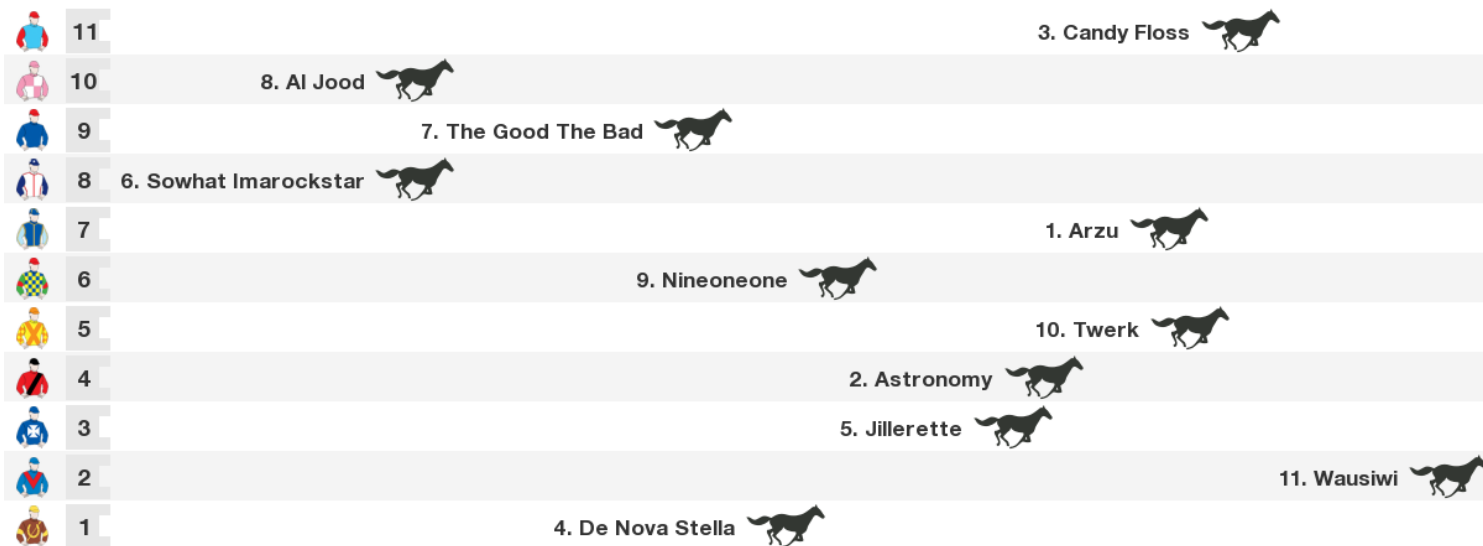 11 3. Candy Floss
10 8. Al Jood
9 7. The Good The Bad
8 6. Sowhat Imarockstar
7 1. Arzu
6 9. Nineoneone
5 10. Twerk
4 2. Astronomy
3 5. Jillerette
2 11. Wausiwi
1 4. De Nova Stella